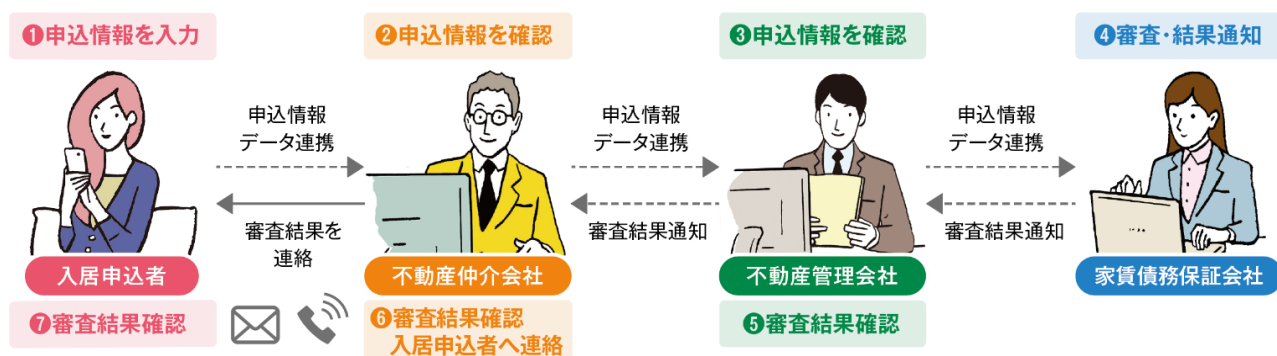 ❶申込情報を入力
❷申込情報を確認
❸申込情報を確認
❹審査・結果通知
申込情報
データ連携
申込情報
データ連携
申込情報
データ連携
審査結果を
連絡
審査結果通知
審査結果通知
入居申込者
不動産仲介会社
不動産管理会社
家賃債務保証会社
❼審査結果確認
❻審査結果確認
入居申込者へ連絡
❺審査結果確認